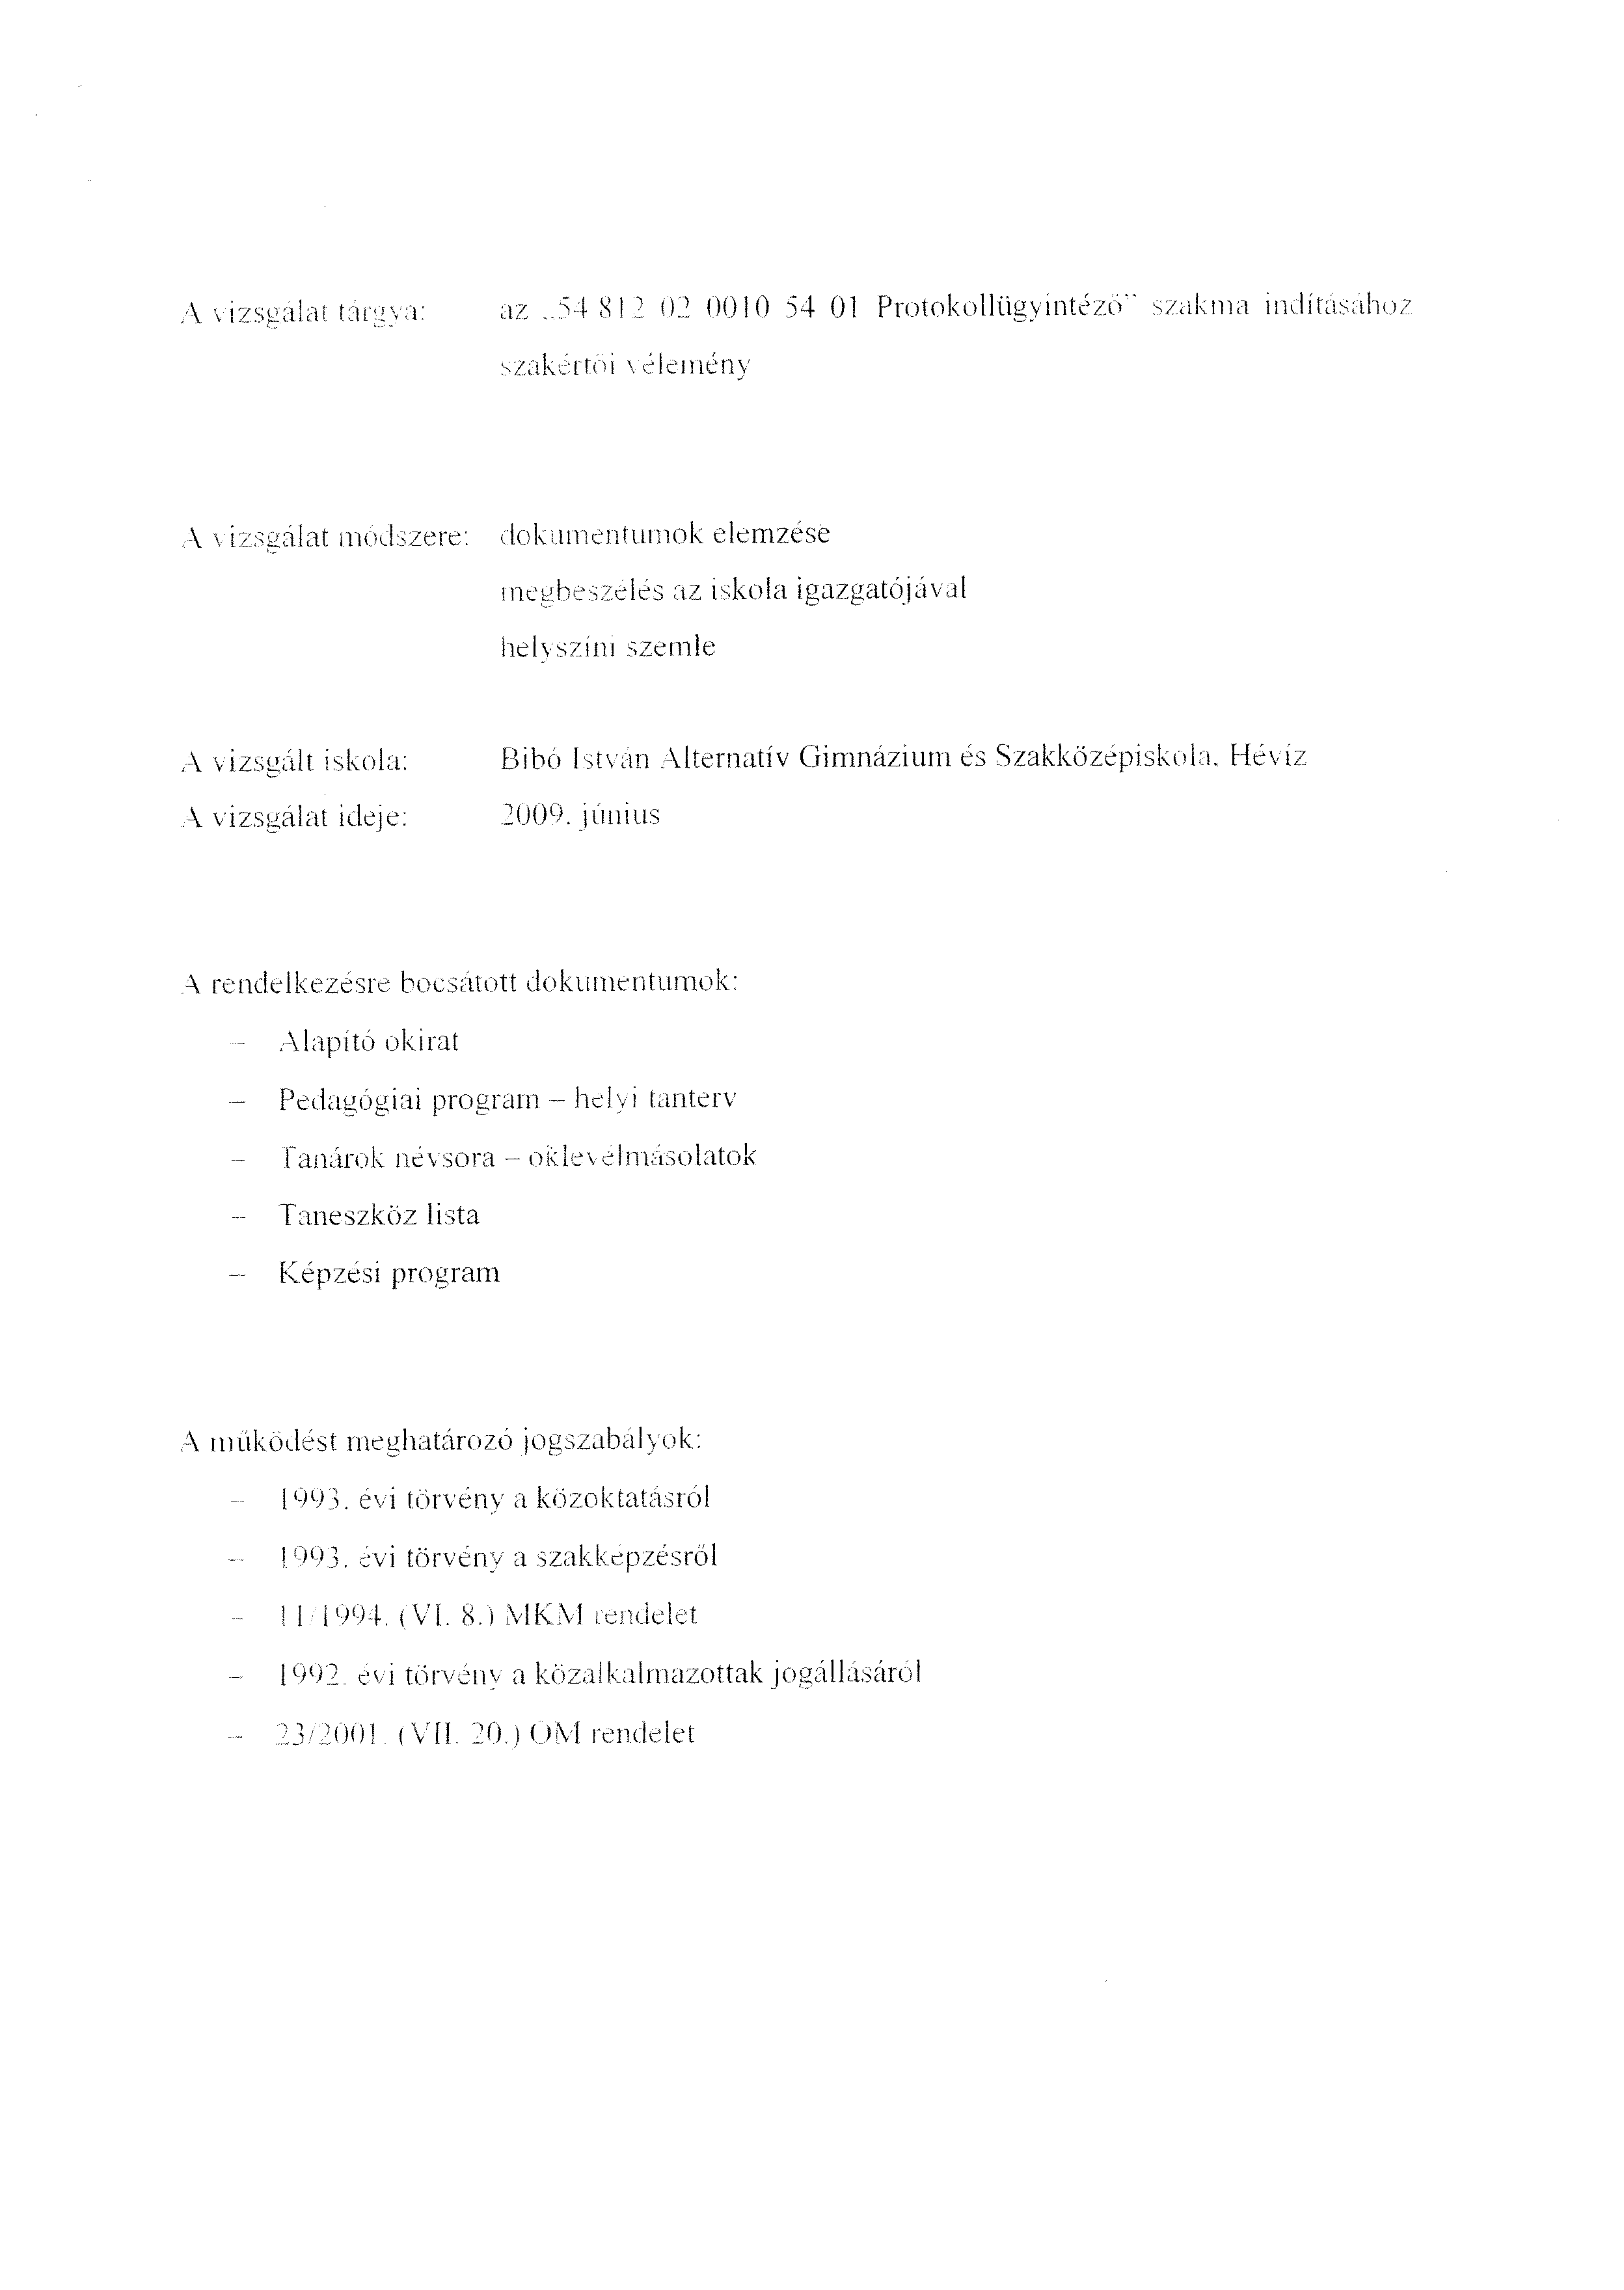 A vizsgálat tárgya: az „54 812 02 0010 54 01 Protokollügyintéző” szakma indításához
szakértői vélemény
A vizsgálat módszere: dokumentumok elemzése
megbeszélés az iskola igazgatójával
helyszíni szemle
A vizsgált iskola: Bibó István Alternatív Gimnázium és Szakközépiskola, Hévíz
A vizsgálat ideje: 2009. június
A rendelkezésre bocsátott dokumentumok:
– Alapító okirat
– Pedagógiai program – helyi tanterv
– Tanárok névsora – oklevélmásolatok
– Taneszköz lista
– Képzési program
A működést meghatározó jogszabályok:
– 1993. évi törvény a közoktatásról
– 1993. évi törvény a szakképzésről
– 11/1994. (VI. 8.) MKM rendelet
– 1992. évi törvény a közalkalmazottak jogállásáról
– 23/2001. (VII. 20.) OM rendelet